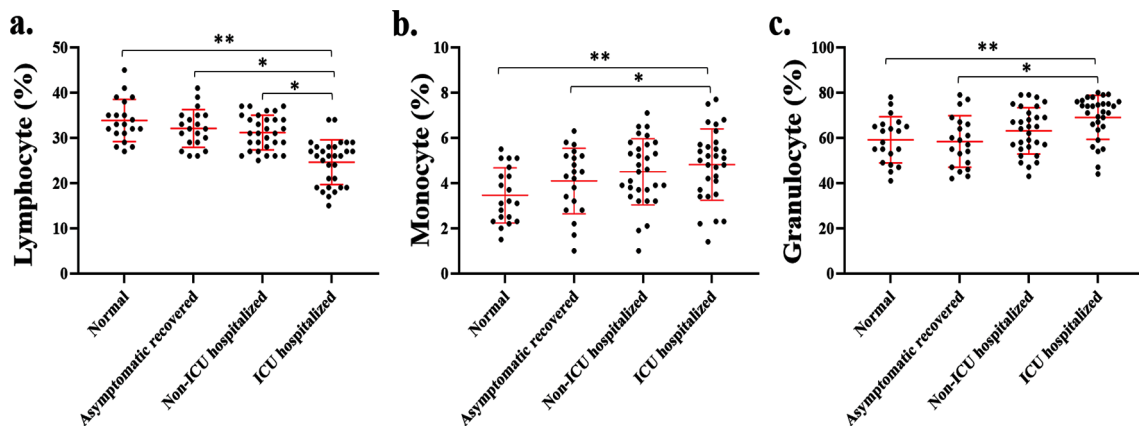 a.
Lymphocyte (%)
50
40
30
20
10
0
**
*
*
Normal
Asymptomatic recovered
Non-ICU hospitalized
ICU hospitalized
b.
Monocyte (%)
10
8
6
4
2
0
**
*
Normal
Asymptomatic recovered
Non-ICU hospitalized
ICU hospitalized
c.
Granulocyte (%)
100
80
60
40
20
0
**
*
Normal
Asymptomatic recovered
Non-ICU hospitalized
ICU hospitalized